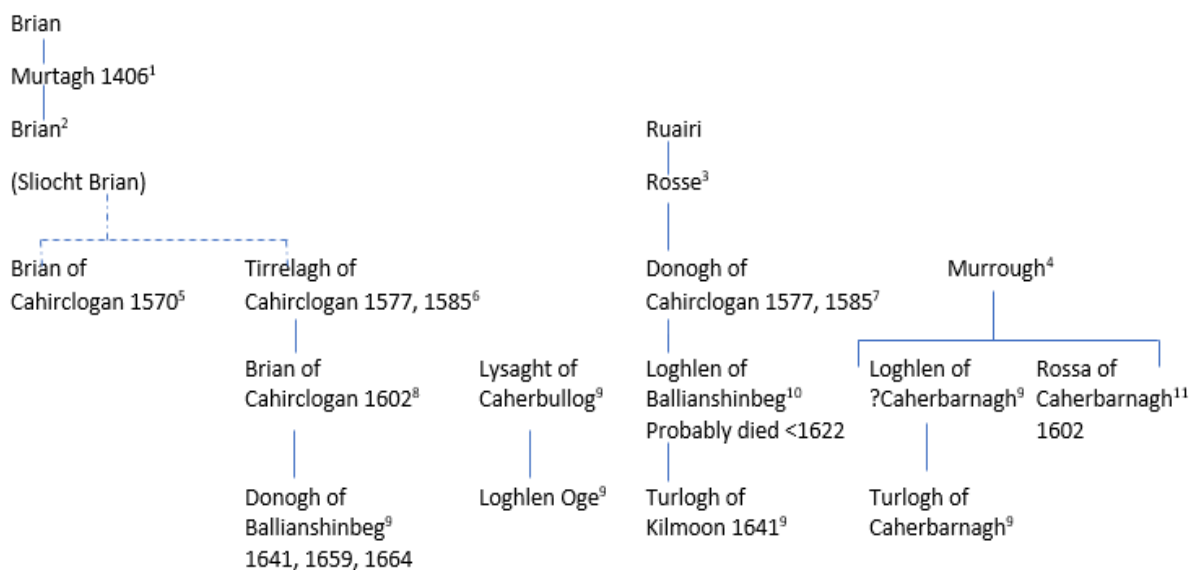 Brian
Murtagh 1406¹
Brian²
Ruairi
(Sliocht Brian)
Rosse³
Brian of
Cahirclogan 1570⁵
Tirrelagh of
Cahirclogan 1577, 1585⁶
Donogh of
Cahirclogan 1577, 1585⁷
Murrough⁴
Brian of
Cahirclogan 1602⁸
Lysaght of
Caherbullog⁹
Loghlen of
Ballianshinbeg¹⁰
Probably died <1622
Loghlen of
?Caherbarnagh⁹
Rossa of
Caherbarnagh¹¹
1602
Donogh of
Ballianshinbeg⁹
1641, 1659, 1664
Loghlen Oge⁹
Turlogh of
Kilmoon 1641⁹
Turlogh of
Caherbarnagh⁹